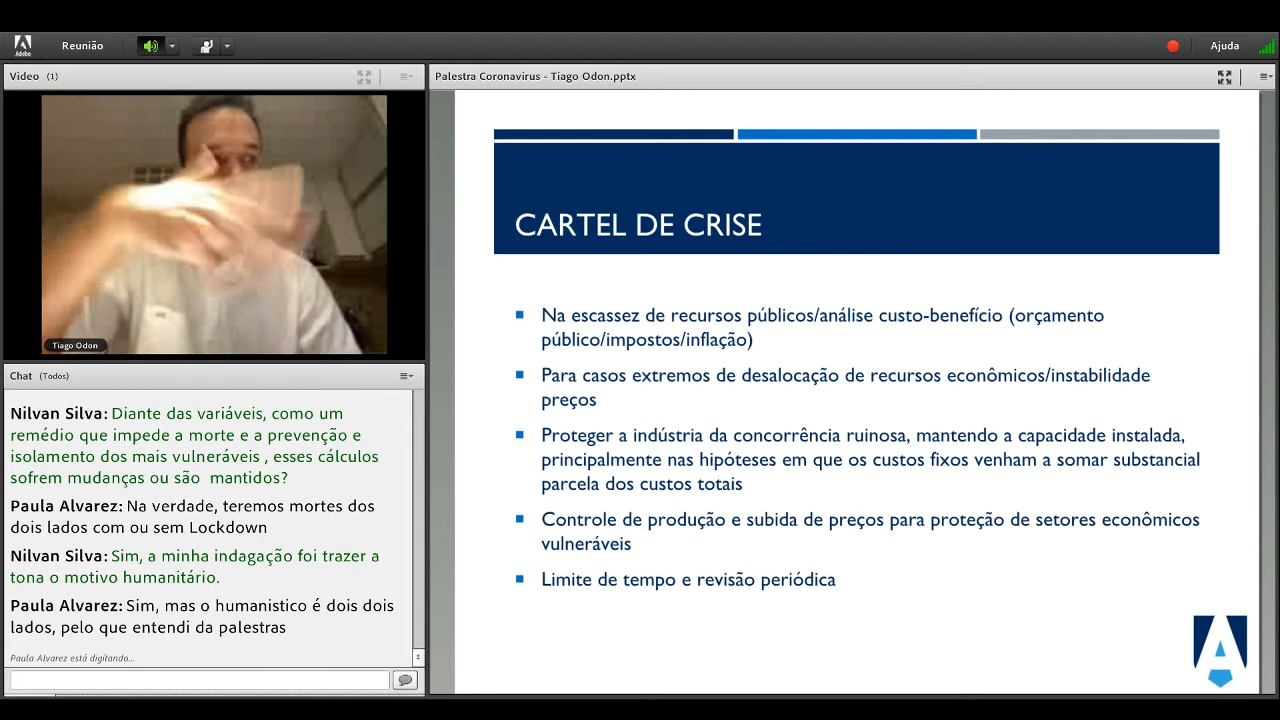 Adobe
Reunião
Ajuda
Video (1)
Tiago Odon
Chat (Todos)
Nilvan Silva: Diante das variáveis, como um
remédio que impede a morte e a prevenção e
isolamento dos mais vulneráveis , esses cálculos
sofrem mudanças ou são mantidos?
Paula Alvarez: Na verdade, teremos mortes dos
dois lados com ou sem Lockdown
Nilvan Silva: Sim, a minha indagação foi trazer a
tona o motivo humanitário.
Paula Alvarez: Sim, mas o humanistico é dois dois
lados, pelo que entendi da palestras
Paula Alvarez está digitando...
Palestra Coronavirus - Tiago Odon.pptx
CARTEL DE CRISE
Na escassez de recursos públicos/análise custo-benefício (orçamento
público/impostos/inflação)
Para casos extremos de desalocação de recursos econômicos/instabilidade
preços
Proteger a indústria da concorrência ruinosa, mantendo a capacidade instalada,
principalmente nas hipóteses em que os custos fixos venham a somar substancial
parcela dos custos totais
Controle de produção e subida de preços para proteção de setores econômicos
vulneráveis
Limite de tempo e revisão periódica